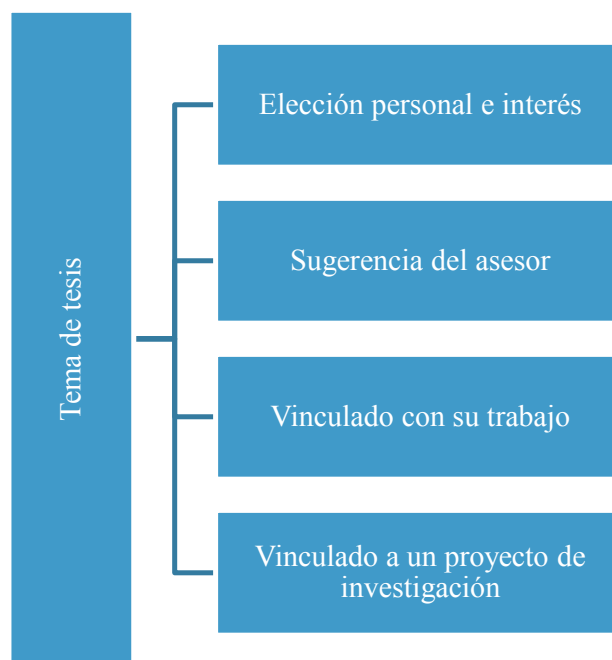 Tema de tesis
Elección personal e interés
Sugerencia del asesor
Vinculado con su trabajo
Vinculado a un proyecto de
investigación